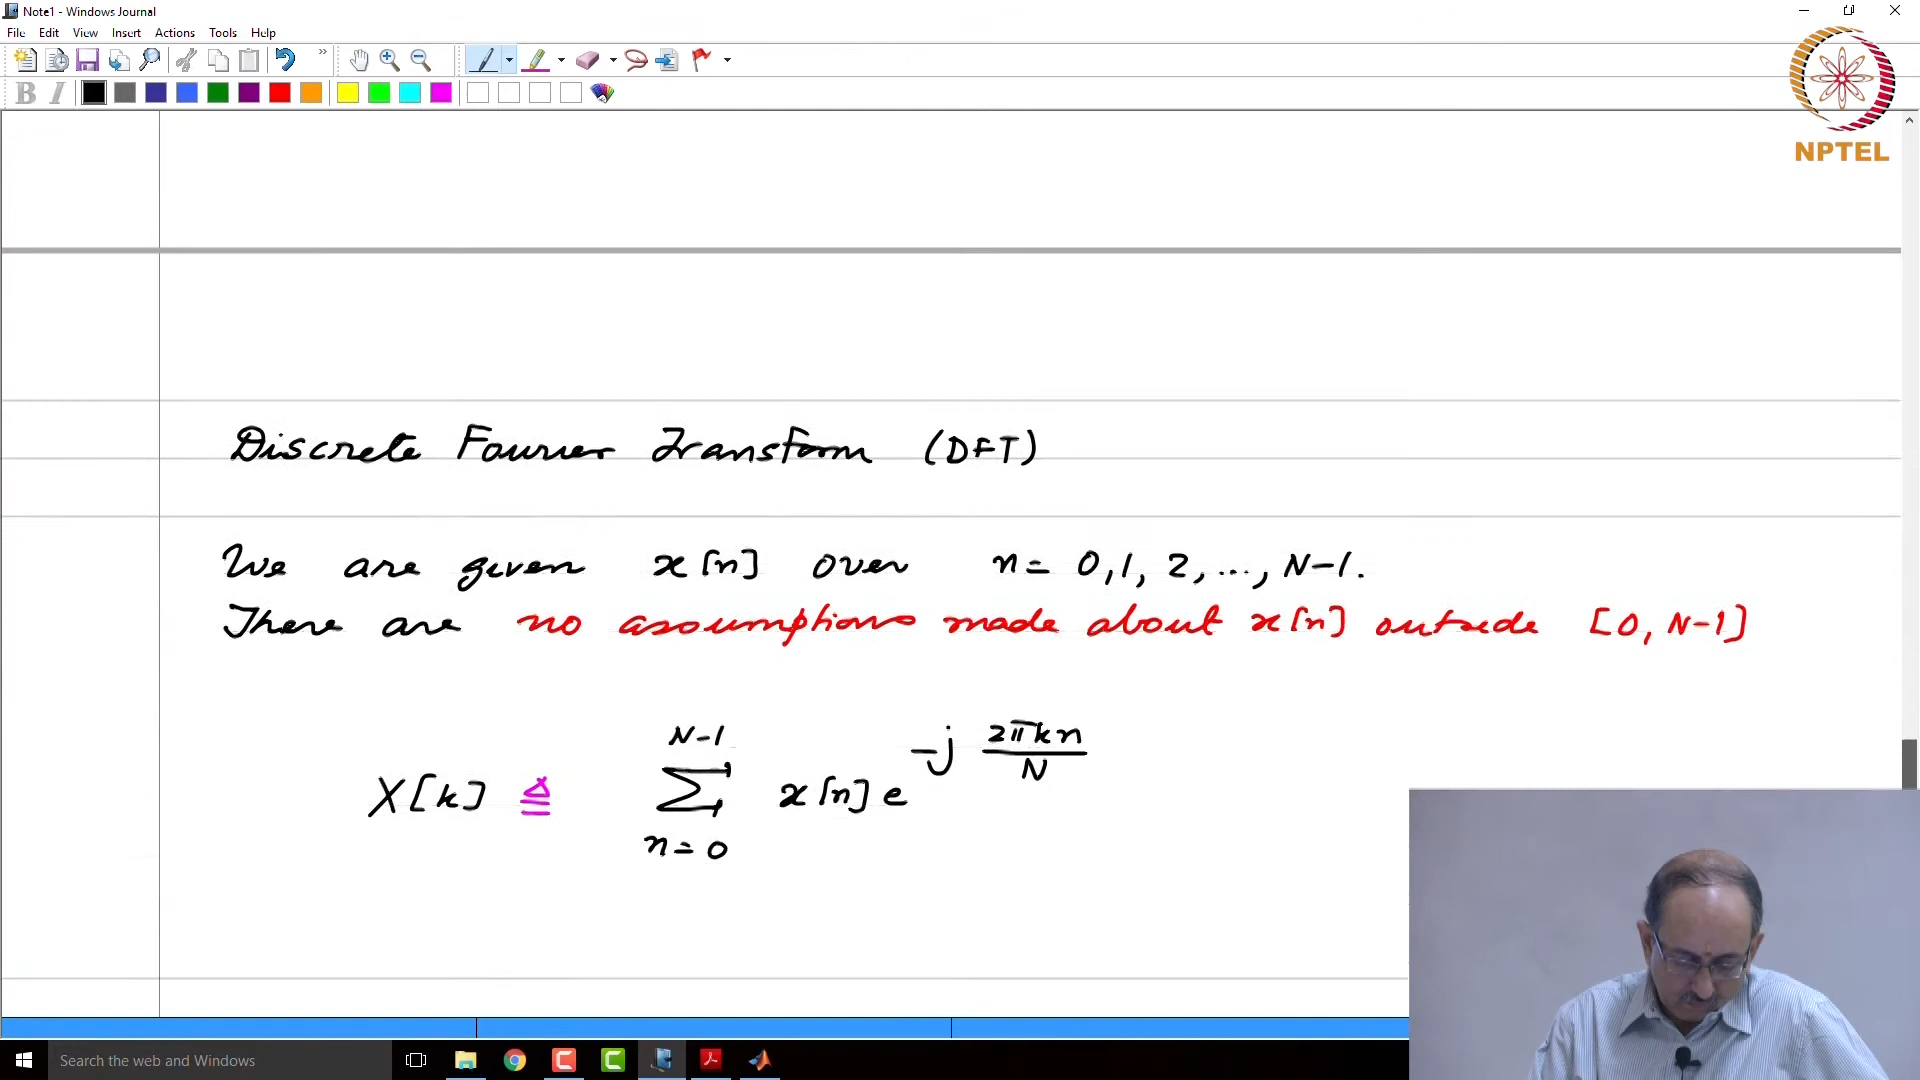 Note1 - Windows Journal
File Edit View Insert Actions Tools Help
B I
NPTEL
Discrete Fourier Transform (DFT)
We are given x[n] over n = 0, 1, 2, ..., N-1.
There are no assumptions made about x[n] outside [0, N-1]
X[k] ≜ \sum_{n=0}^{N-1} x[n] e^{-j \frac{2πkn}{N}}
Search the web and Windows